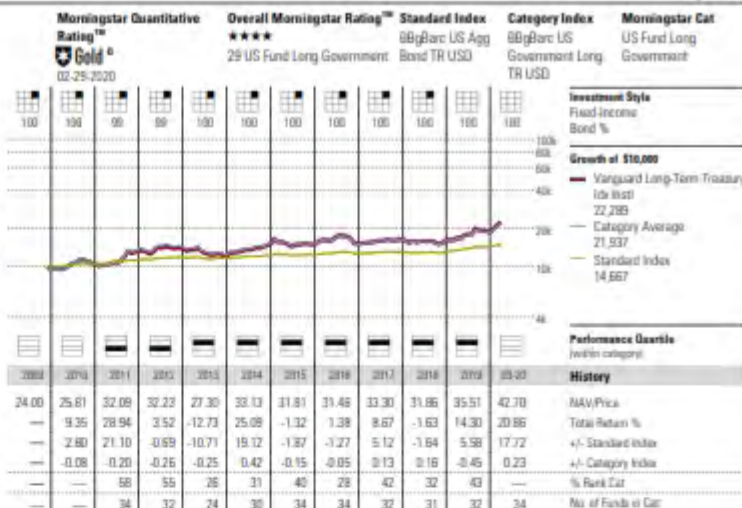 Morningstar Quantitative Rating™
Gold Q
02-29-2020
Overall Morningstar Rating™
★★★★
29 US Fund Long Government
Standard Index
BBgBarc US Agg
Bond TR USD
Category Index
BBgBarc US
Government Long
TR USD
Morningstar Cat
US Fund Long
Government
100 100 99 99 100 100 100 100 100 100 100 100
Investment Style
Fixed-Income
Bond %
100k
80k
60k
40k
20k
10k
4k
Growth of $10,000
Vanguard Long-Term Treasury
Idx Instl
22,289
Category Average
21,937
Standard Index
14,667
Performance Quartile
(within category)
2009 2010 2011 2012 2013 2014 2015 2016 2017 2018 2019 03-20 History
24.00 25.61 32.09 32.23 27.30 33.13 31.81 31.48 33.30 31.86 35.51 42.70 NAV/Price
— 9.35 28.94 3.52 -12.73 25.09 -1.32 1.38 8.67 -1.63 14.30 20.86 Total Return %
— 2.80 21.10 -0.69 -10.71 19.12 -1.87 -1.27 5.12 -1.64 5.58 17.72 +/- Standard Index
— -0.08 -0.20 -0.26 -0.25 0.42 -0.15 -0.05 0.13 0.16 -0.45 0.23 +/- Category Index
— — 58 55 26 31 40 28 42 32 43 — % Rank Cat
— — 34 32 24 30 34 34 32 31 32 34 No. of Funds in Cat